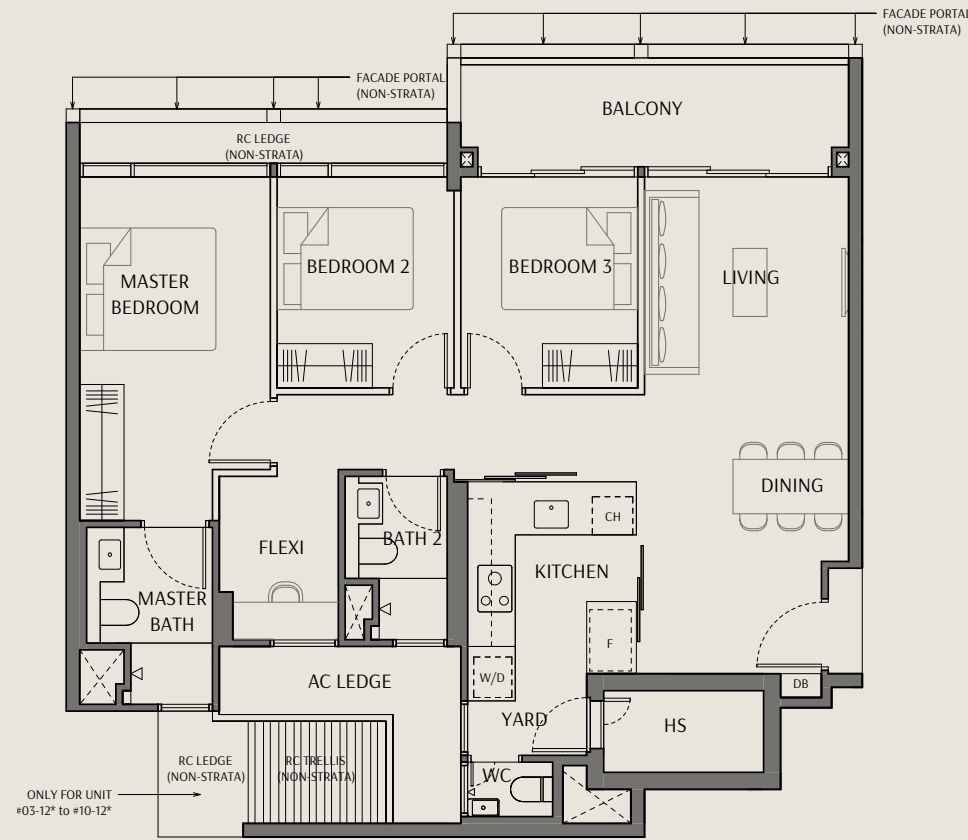 FACADE PORTAL
(NON-STRATA)
FACADE PORTAL
(NON-STRATA)
BALCONY
RC LEDGE
(NON-STRATA)
MASTER
BEDROOM
BEDROOM 2
BEDROOM 3
LIVING
DINING
CH
FLEXI
BATH 2
KITCHEN
MASTER
BATH
F
AC LEDGE
W/D
DB
YARD
HS
RC LEDGE
(NON-STRATA)
RC TRELLIS
(NON-STRATA)
WC
ONLY FOR UNIT
#03-12* to #10-12*